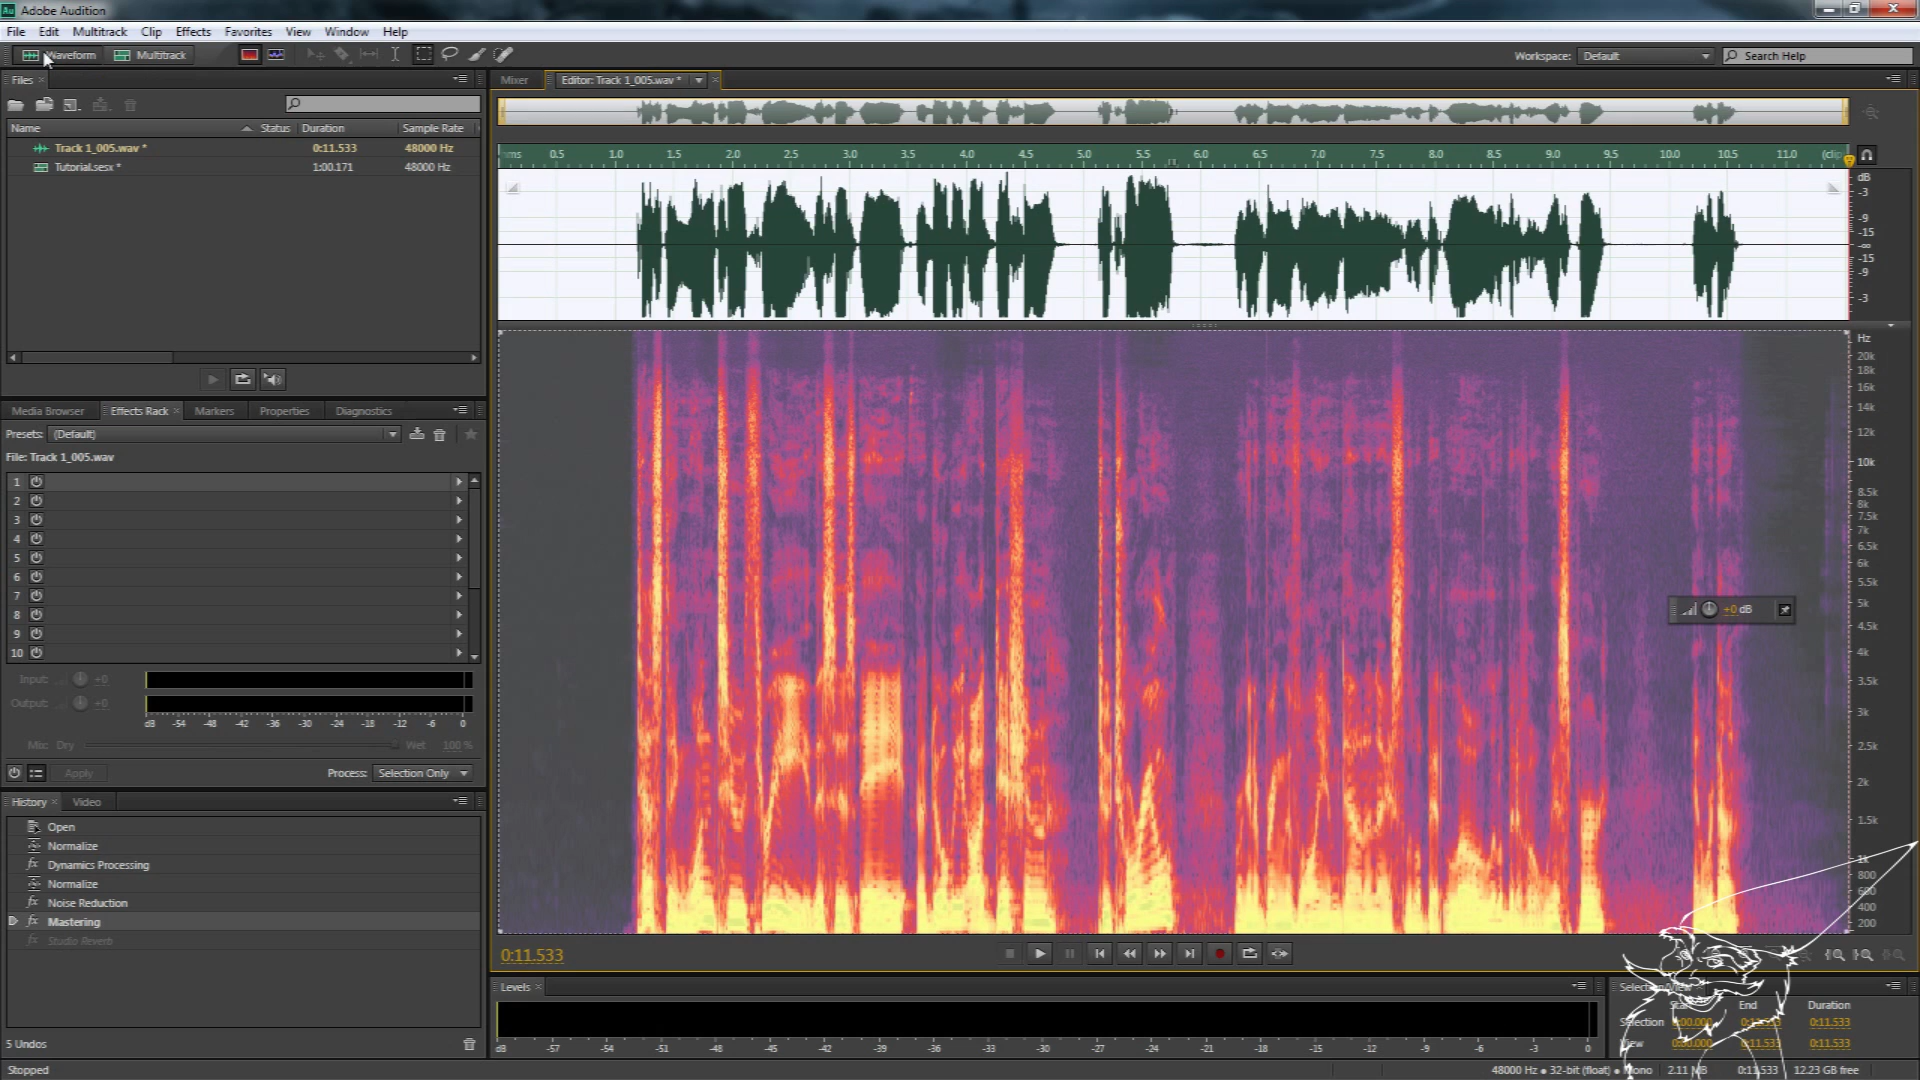 Adobe Audition
File Edit Multitrack Clip Effects Favorites View Window Help
Waveform Multitrack Workspace: Default Search Help
Files Mixer Editor: Track 1_005.wav *
Name Status Duration Sample Rate
Track 1_005.wav * 0:11.533 48000 Hz
Tutorial.sesx * 1:00.171 48000 Hz
hms 0.5 1.0 1.5 2.0 2.5 3.0 3.5 4.0 4.5 5.0 5.5 6.0 6.5 7.0 7.5 8.0 8.5 9.0 9.5 10.0 10.5 11.0 (clip
dB
-3
-9
-15
-∞
-15
-9
-3
Hz
20k
18k
16k
14k
12k
10k
8.5k
8k
7.5k
7k
6.5k
6k
5.5k
5k
4.5k
4k
3.5k
3k
2.5k
2k
1.5k
1k
800
600
400
200
+0 dB
Media Browser Effects Rack Markers Properties Diagnostics
Presets: (Default)
File: Track 1_005.wav
1
2
3
4
5
6
7
8
9
10
Input: +0
Output: +0
dB -54 -48 -42 -36 -30 -24 -18 -12 -6 0
Mix: Dry Wet 100 %
Apply Process: Selection Only
History Video
Open
Normalize
Dynamics Processing
Normalize
Noise Reduction
Mastering
Studio Reverb
5 Undos
Stopped
0:11.533
Levels
dB -57 -54 -51 -48 -45 -42 -39 -36 -33 -30 -27 -24 -21 -18 -15 -12 -9 -6 -3 0
Selection/View
Start End Duration
Selection 0:00.000 0:11.533 0:11.533
View 0:00.000 0:11.533 0:11.533
48000 Hz ● 32-bit (float) ● Mono 2.11 MB 0:11.533 12.23 GB free